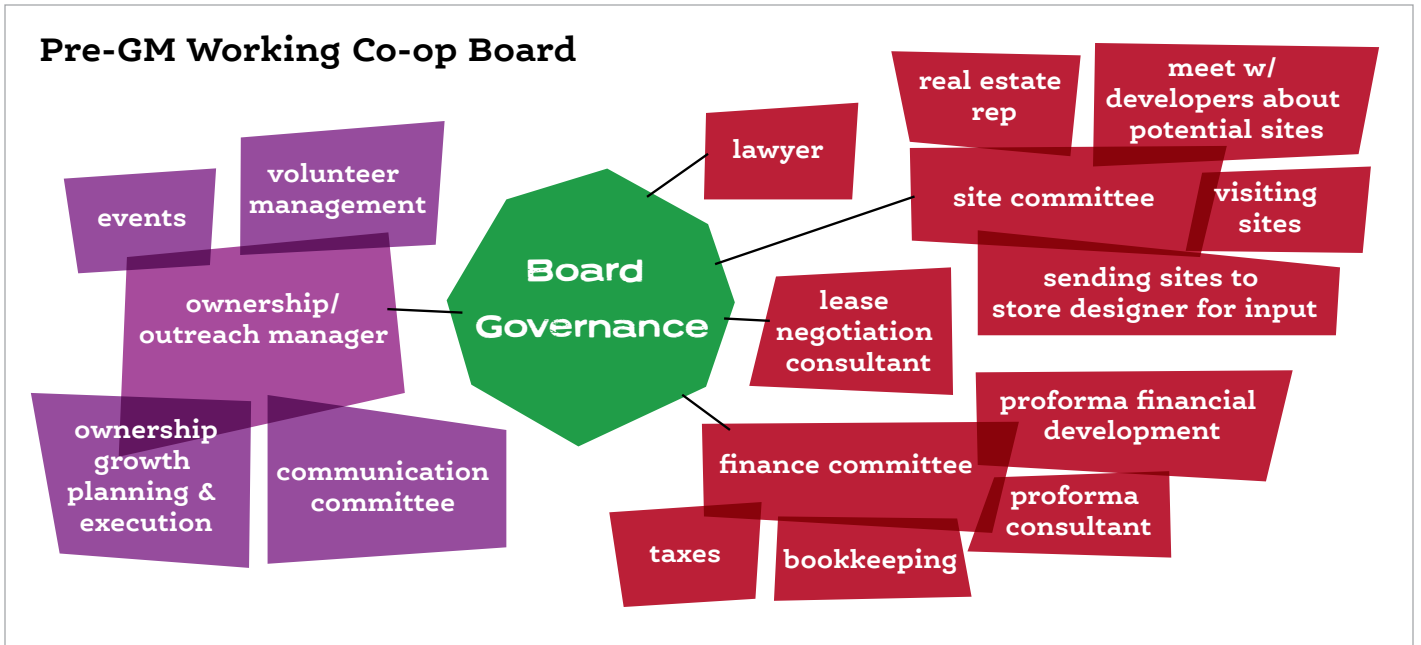 Pre-GM Working Co-op Board
events
volunteer
management
ownership/
outreach manager
ownership
growth
planning &
execution
communication
committee
Board
Governance
lawyer
real estate
rep
meet w/
developers about
potential sites
site committee
visiting
sites
sending sites to
store designer for input
lease
negotiation
consultant
finance committee
proforma financial
development
proforma
consultant
taxes
bookkeeping